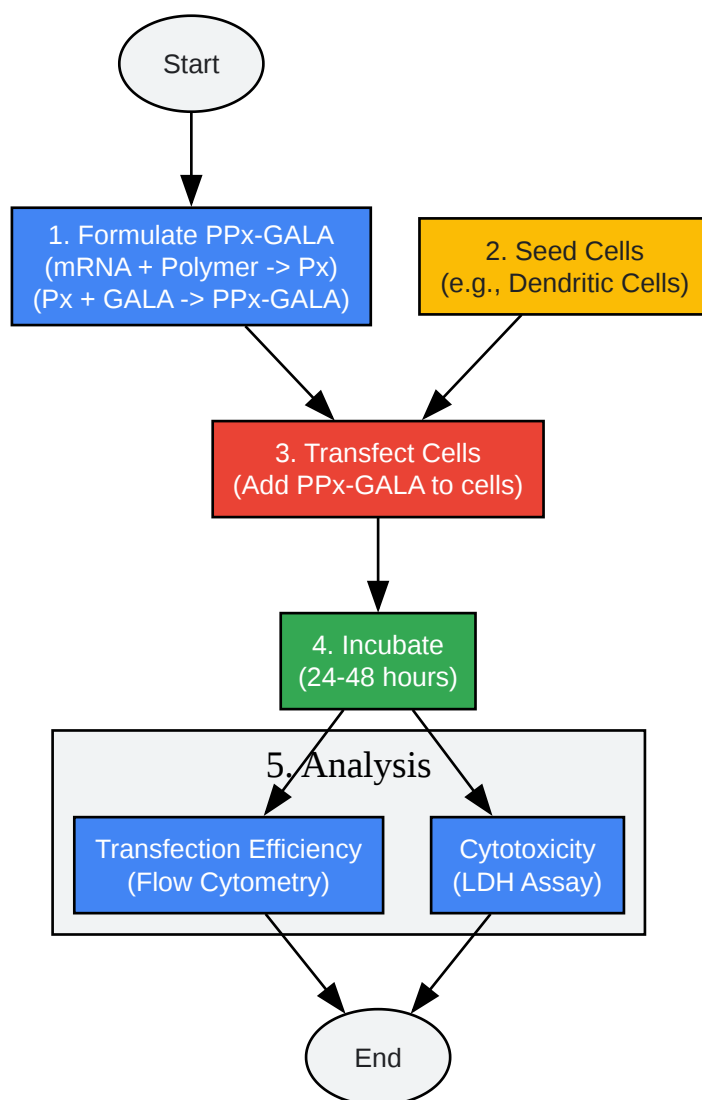 Start
1. Formulate PPx-GALA
(mRNA + Polymer -> Px)
(Px + GALA -> PPx-GALA)
2. Seed Cells
(e.g., Dendritic Cells)
3. Transfect Cells
(Add PPx-GALA to cells)
4. Incubate
(24-48 hours)
5. Analysis
Transfection Efficiency
(Flow Cytometry)
Cytotoxicity
(LDH Assay)
End